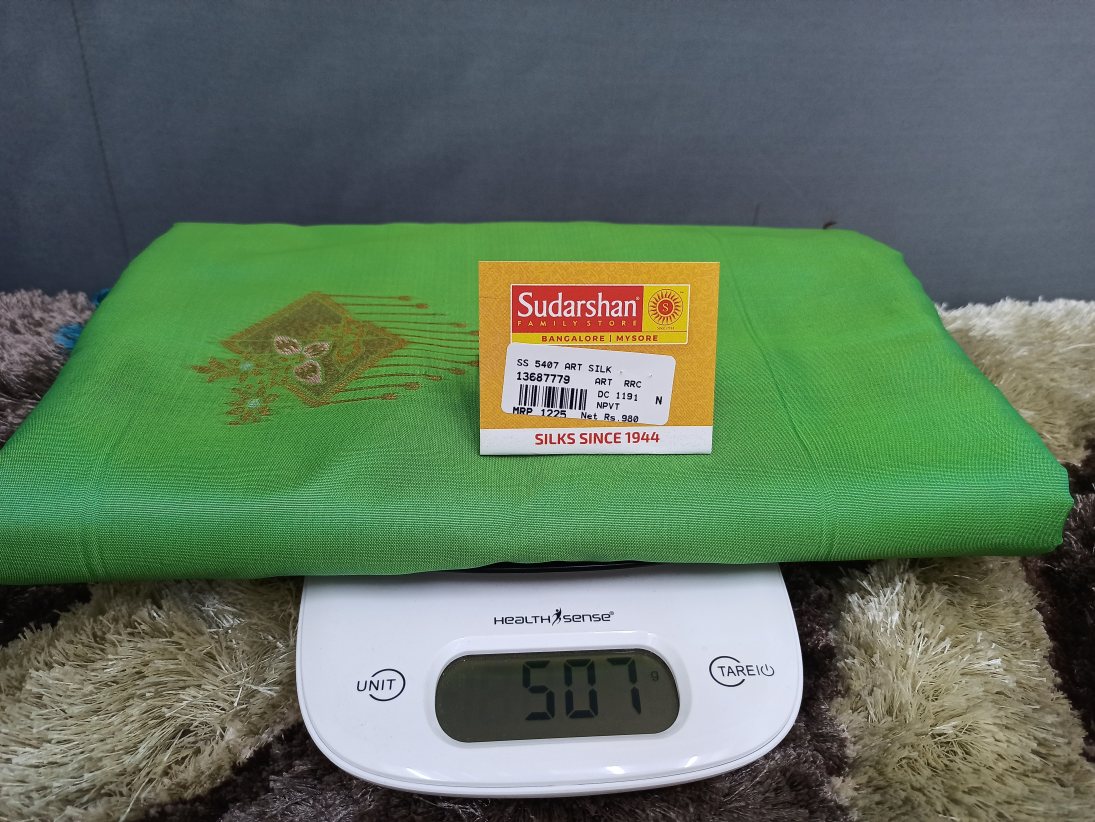 Sudarshan®
FAMILY STORE
BANGALORE | MYSORE
SS 5407 ART SILK
13687779 ART RRC
DC 1191 N
NPVT
MRP 1225 Net Rs.980
SILKS SINCE 1944
HEALTH SENSE®
UNIT
507 g
TARE/